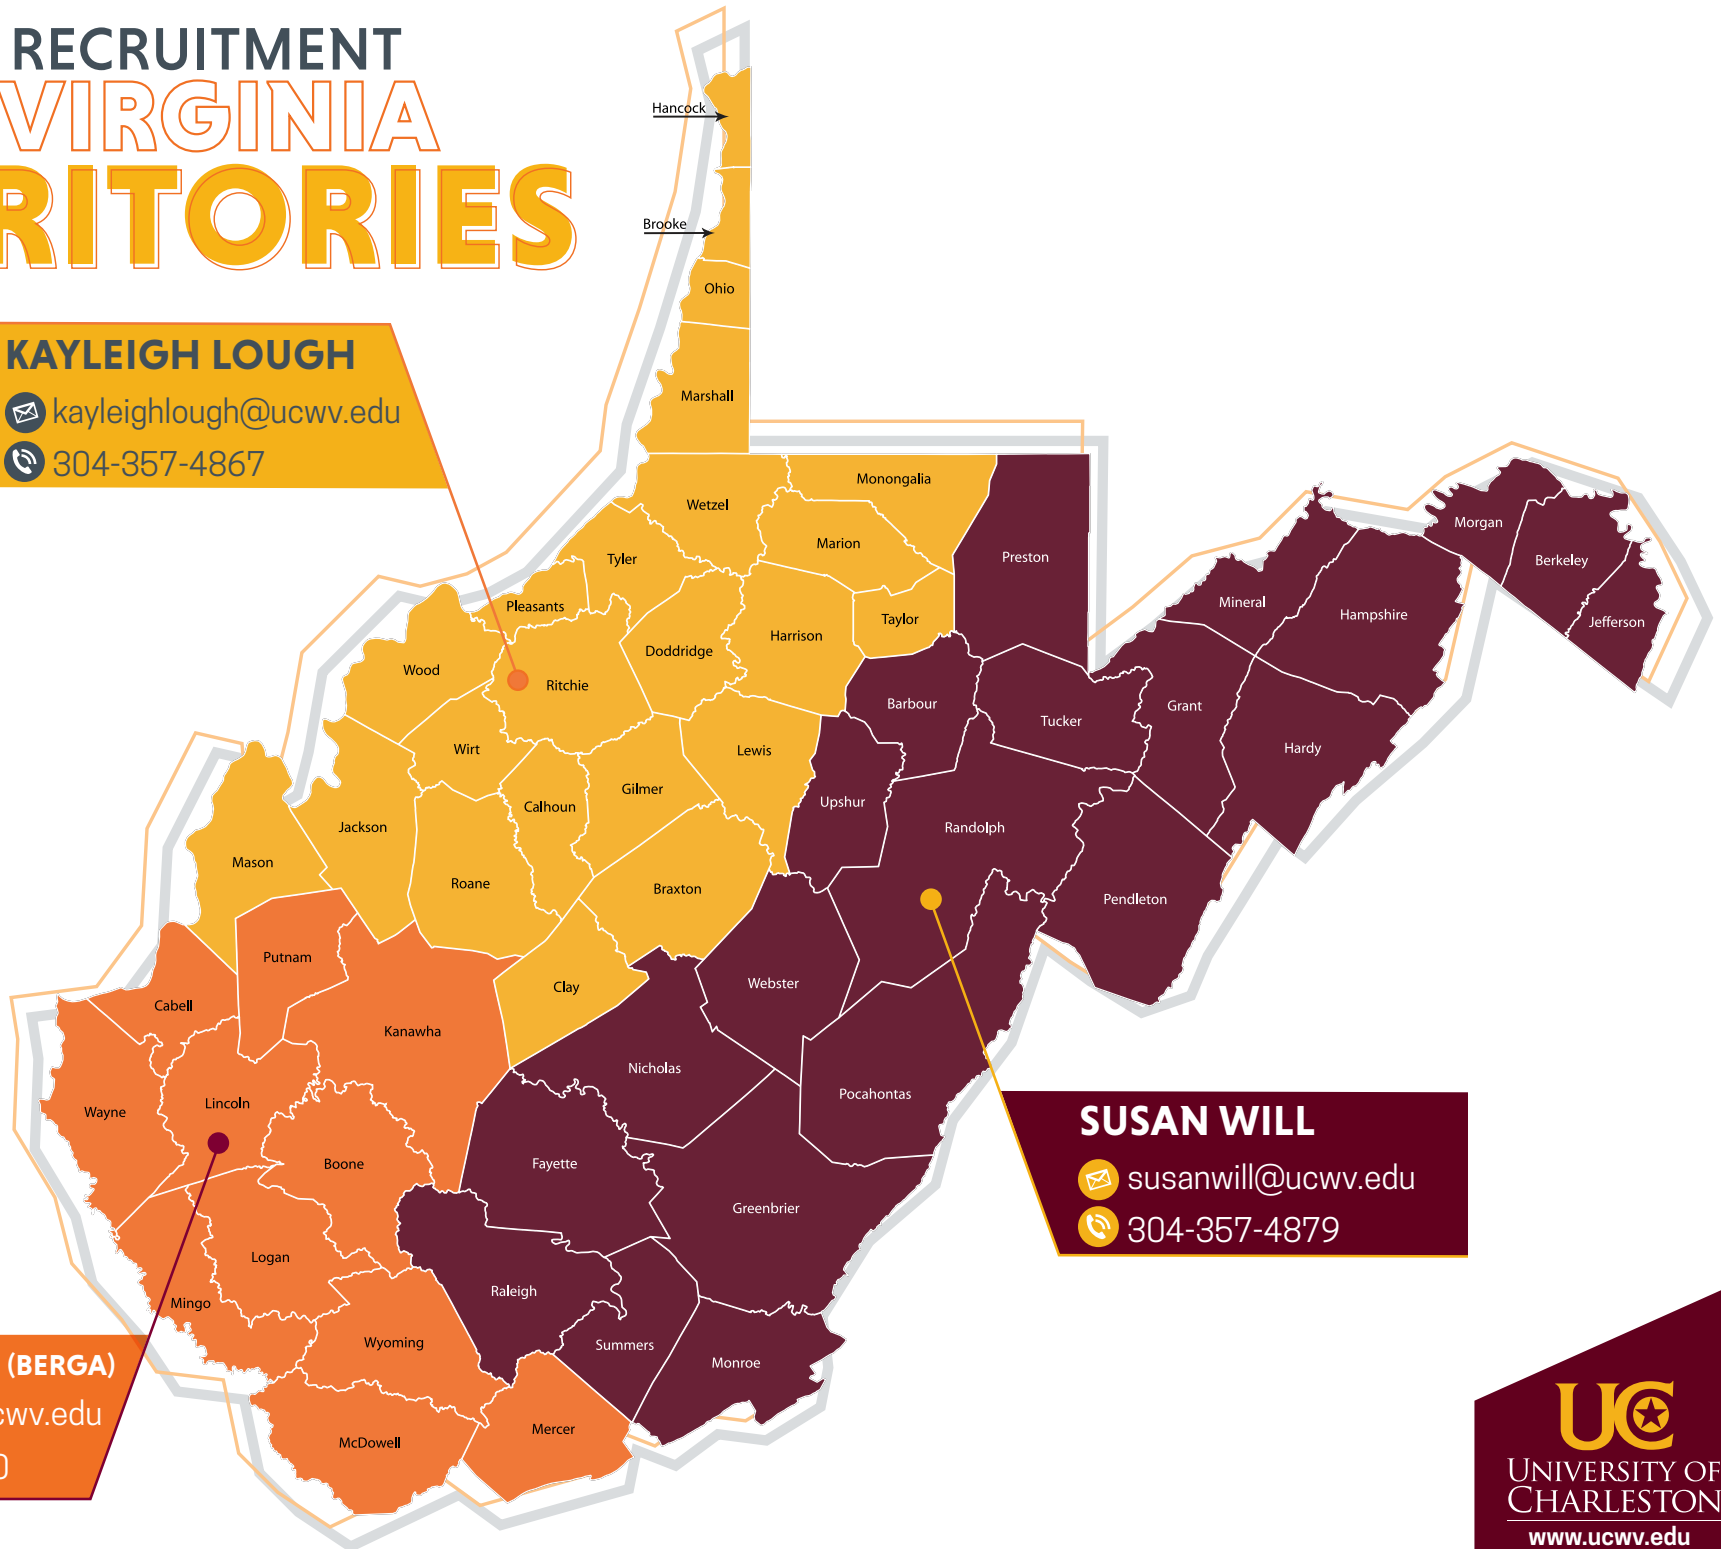 RECRUITMENT
VIRGINIA
RITORIES
KAYLEIGH LOUGH
kayleighlough@ucwv.edu
304-357-4867
Hancock
Brooke
Ohio
Marshall
Wetzel
Monongalia
Marion
Tyler
Pleasants
Preston
Morgan
Berkeley
Jefferson
Mineral
Hampshire
Taylor
Harrison
Doddridge
Wood
Ritchie
Barbour
Tucker
Grant
Hardy
Wirt
Lewis
Gilmer
Calhoun
Upshur
Randolph
Jackson
Mason
Roane
Braxton
Pendleton
Putnam
Clay
Webster
Cabell
Kanawha
Nicholas
Pocahontas
Wayne
Lincoln
Boone
Fayette
Greenbrier
SUSAN WILL
susanwill@ucwv.edu
304-357-4879
Logan
Raleigh
Mingo
Wyoming
Summers
Monroe
McDowell
Mercer
(BERGA)
cwv.edu
0
UC
UNIVERSITY OF
CHARLESTON
www.ucwv.edu